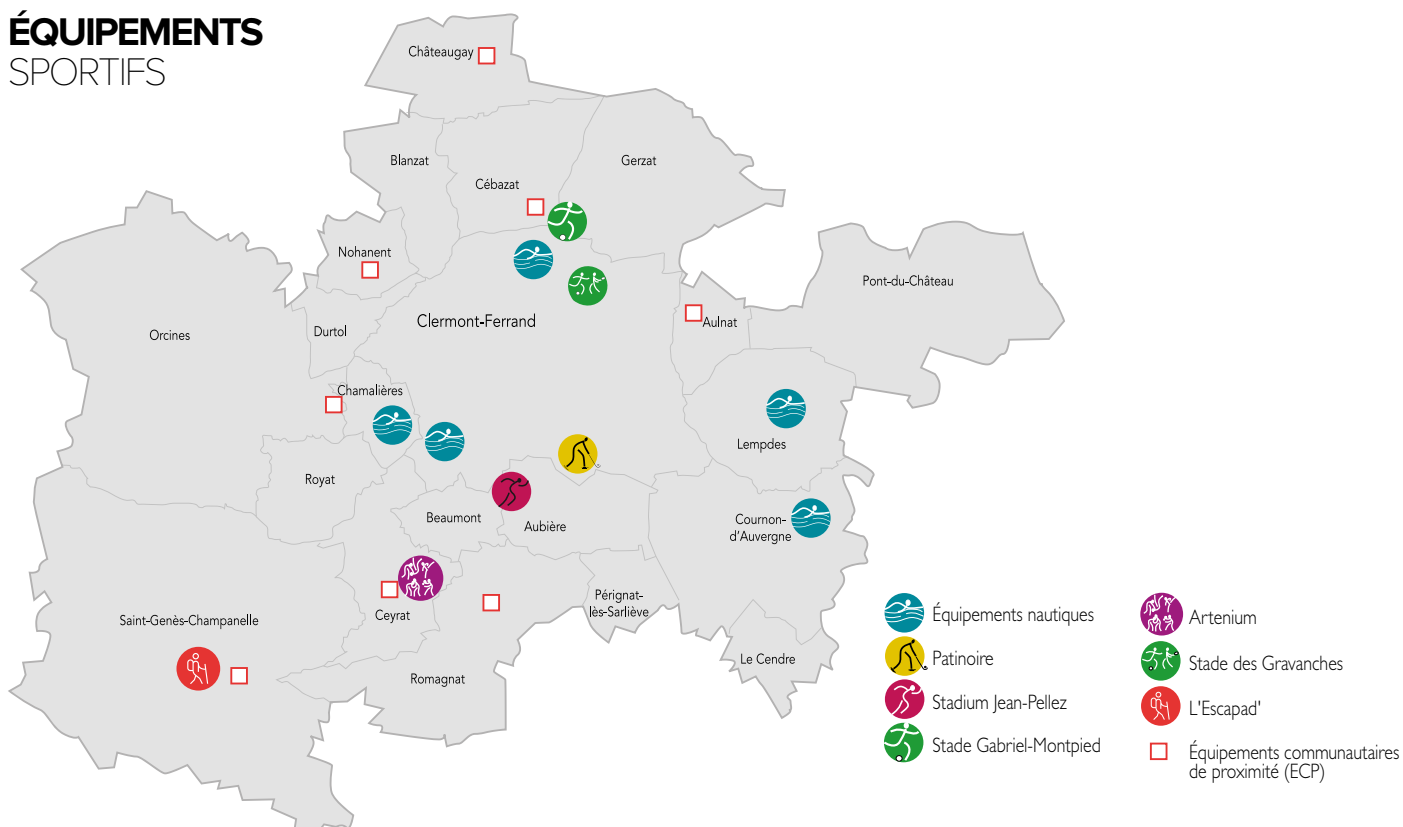 ÉQUIPEMENTS
SPORTIFS
Châteaugay
Blanzat
Cébazat
Gerzat
Nohanent
Pont-du-Château
Orcines
Durtol
Clermont-Ferrand
Aulnat
Chamalières
Lempdes
Royat
Beaumont
Aubière
Cournon-
d'Auvergne
Saint-Genès-Champanelle
Ceyrat
Pérignat-
lès-Sarliève
Le Cendre
Romagnat
Équipements nautiques
Patinoire
Stadium Jean-Pellez
Stade Gabriel-Montpied
Artenium
Stade des Gravanches
L'Escapad'
Équipements communautaires
de proximité (ECP)